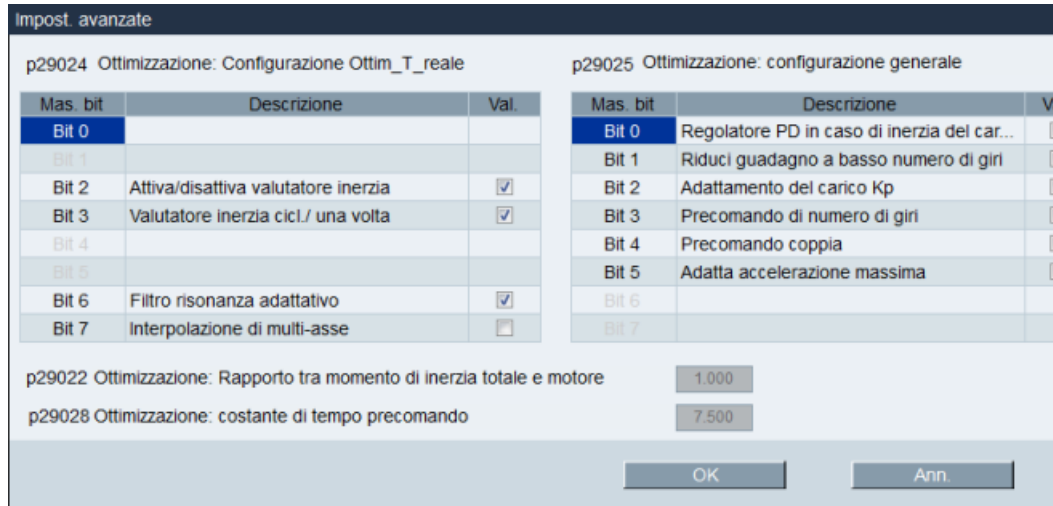 Impost. avanzate
p29024 Ottimizzazione: Configurazione Ottim_T_reale
Mas. bit Descrizione Val.
Bit 0
Bit 1
Bit 2 Attiva/disattiva valutatore inerzia
Bit 3 Valutatore inerzia cicl./ una volta
Bit 4
Bit 5
Bit 6 Filtro risonanza adattativo
Bit 7 Interpolazione di multi-asse
p29025 Ottimizzazione: configurazione generale
Mas. bit Descrizione V
Bit 0 Regolatore PD in caso di inerzia del car...
Bit 1 Riduci guadagno a basso numero di giri
Bit 2 Adattamento del carico Kp
Bit 3 Precomando di numero di giri
Bit 4 Precomando coppia
Bit 5 Adatta accelerazione massima
Bit 6
Bit 7
p29022 Ottimizzazione: Rapporto tra momento di inerzia totale e motore 1.000
p29028 Ottimizzazione: costante di tempo precomando 7.500
OK Ann.